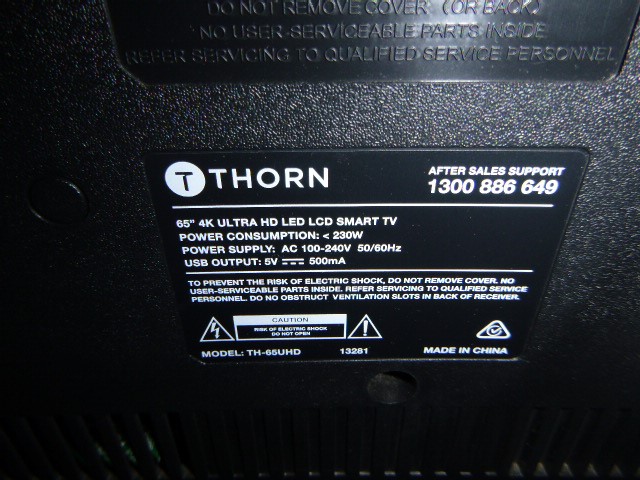 DO NOT REMOVE COVER (OR BACK)
NO USER-SERVICEABLE PARTS INSIDE
REFER SERVICING TO QUALIFIED SERVICE PERSONNEL
T THORN
AFTER SALES SUPPORT
1300 886 649
65" 4K ULTRA HD LED LCD SMART TV
POWER CONSUMPTION: < 230W
POWER SUPPLY: AC 100-240V 50/60Hz
USB OUTPUT: 5V ⎓ 500mA
TO PREVENT THE RISK OF ELECTRIC SHOCK, DO NOT REMOVE COVER. NO
USER-SERVICEABLE PARTS INSIDE. REFER SERVICING TO QUALIFIED SERVICE
PERSONNEL. DO NO OBSTRUCT VENTILATION SLOTS IN BACK OF RECEIVER.
CAUTION
RISK OF ELECTRIC SHOCK
DO NOT OPEN
MODEL: TH-65UHD 13281 MADE IN CHINA